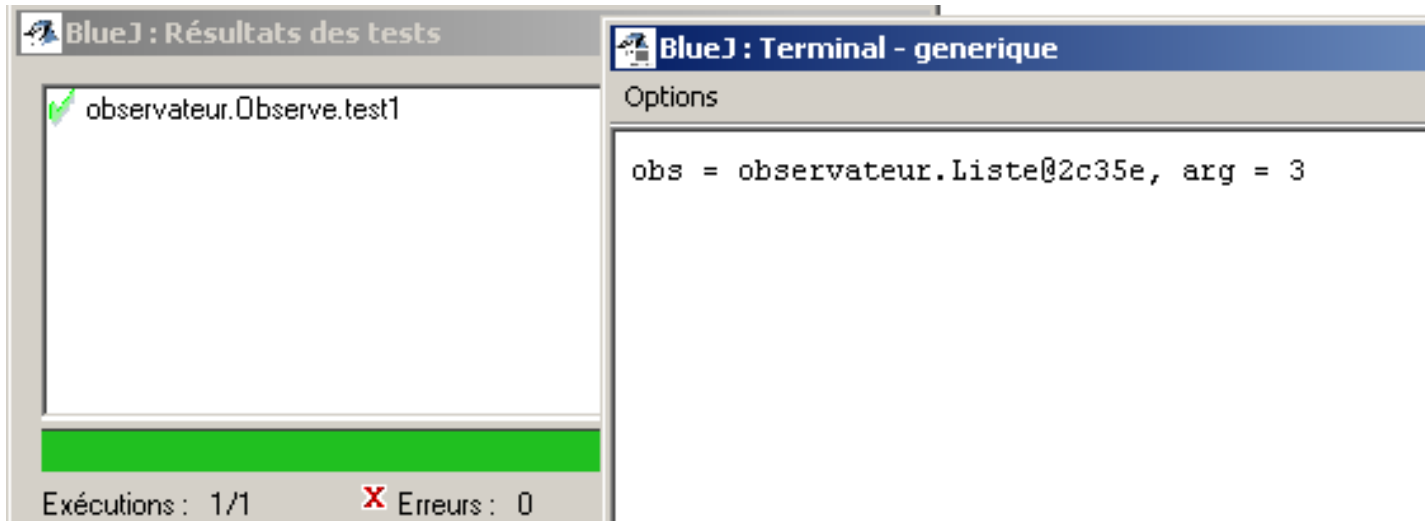 BlueJ : Résultats des tests
observateur.Observe.test1
Exécutions : 1/1 X Erreurs : 0
BlueJ : Terminal - generique
Options
obs = observateur.Liste@2c35e, arg = 3